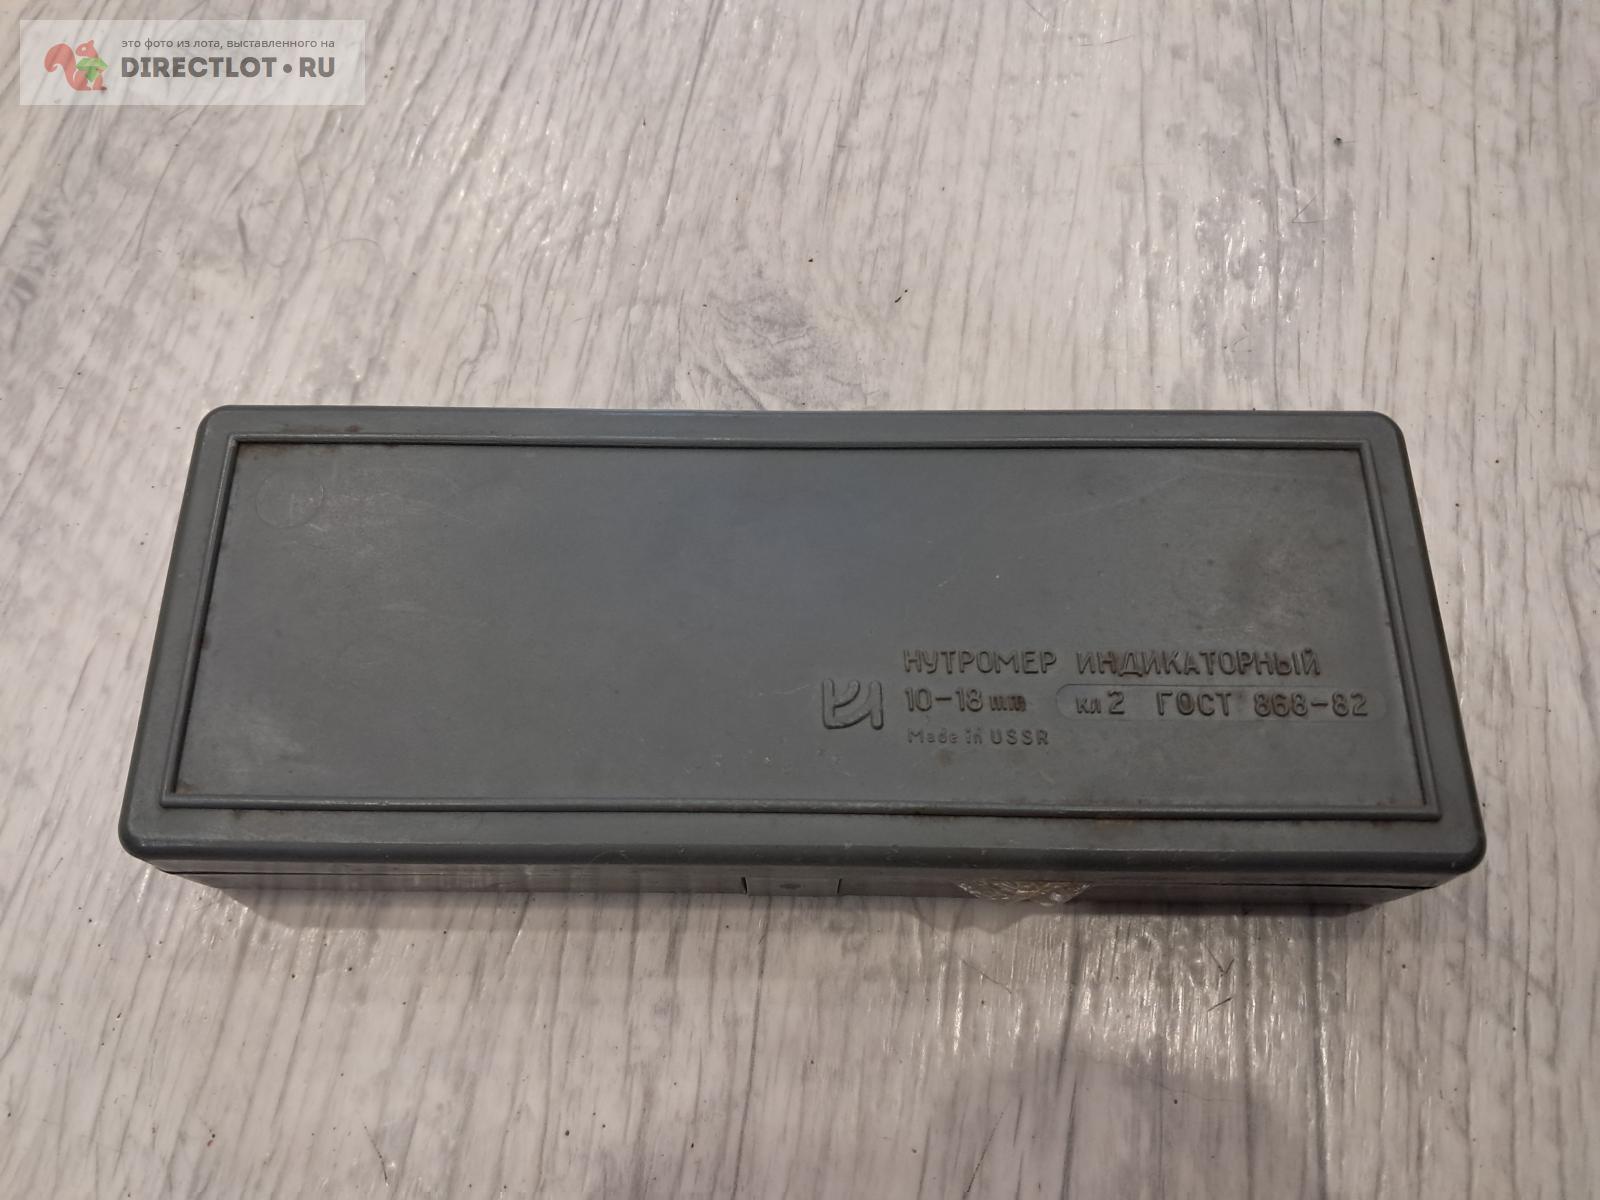 это фото из лота, выставленного на
DIRECTLOT•RU
НУТРОМЕР ИНДИКАТОРНЫЙ
10-18 mm кл 2 ГОСТ 868-82
Made in USSR